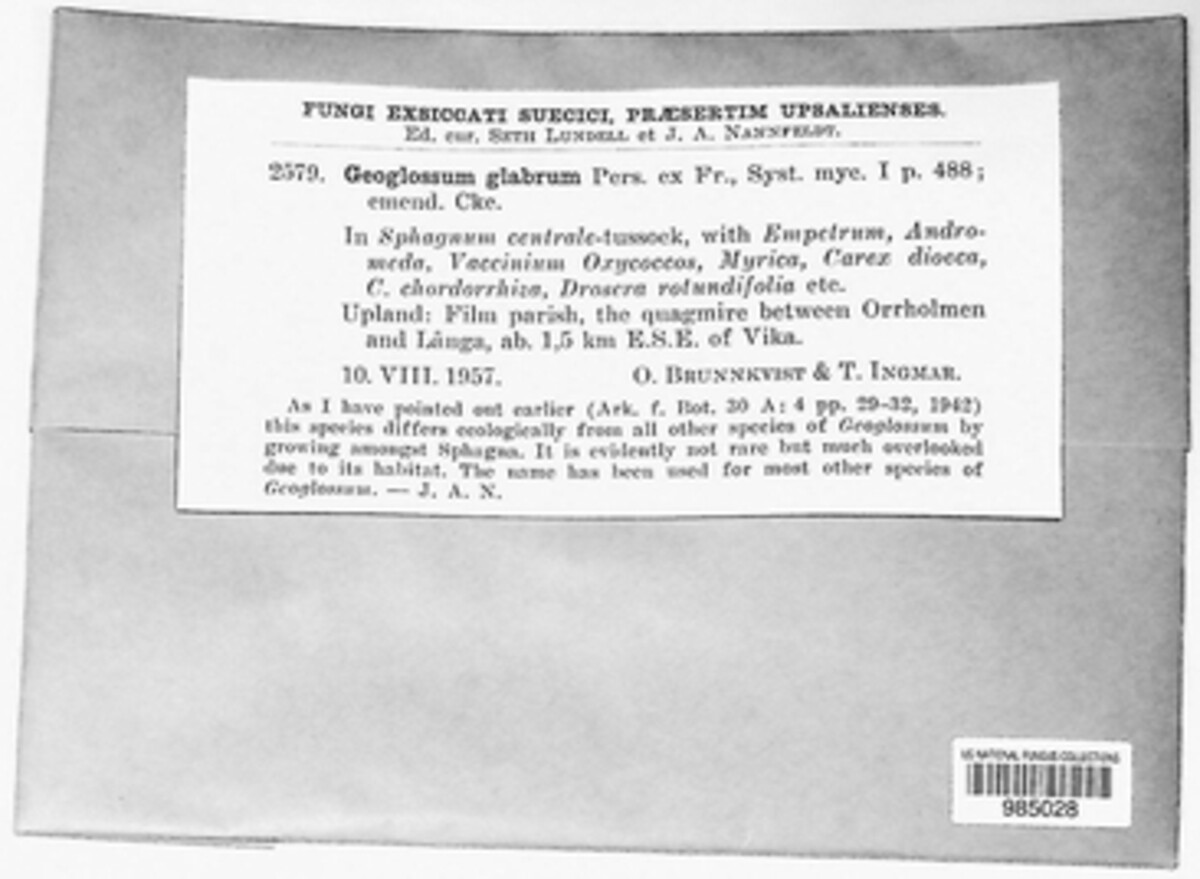 FUNGI EXSICCATI SUECICI, PRÆSERTIM UPSALIENSES.
Ed. cur. SETH LUNDELL et J. A. NANNFELDT.
2579. Geoglossum glabrum Pers. ex Fr., Syst. myc. I p. 488;
emend. Cke.
In Sphagnum centrale-tussock, with Empetrum, Andro-
meda, Vaccinium Oxycoccos, Myrica, Carex dioeca,
C. chordorrhiza, Drosera rotundifolia etc.
Upland: Film parish, the quagmire between Orrholmen
and Långa, ab. 1,5 km E.S.E. of Vika.
10. VIII. 1957. O. BRUNNKVIST & T. INGMAR.
As I have pointed out earlier (Ark. f. Bot. 30 A: 4 pp. 29-32, 1942)
this species differs ecologically from all other species of Geoglossum by
growing amongst Sphagna. It is evidently not rare but much overlooked
due to its habitat. The name has been used for most other species of
Geoglossum. — J. A. N.
US NATIONAL FUNGUS COLLECTIONS
985028